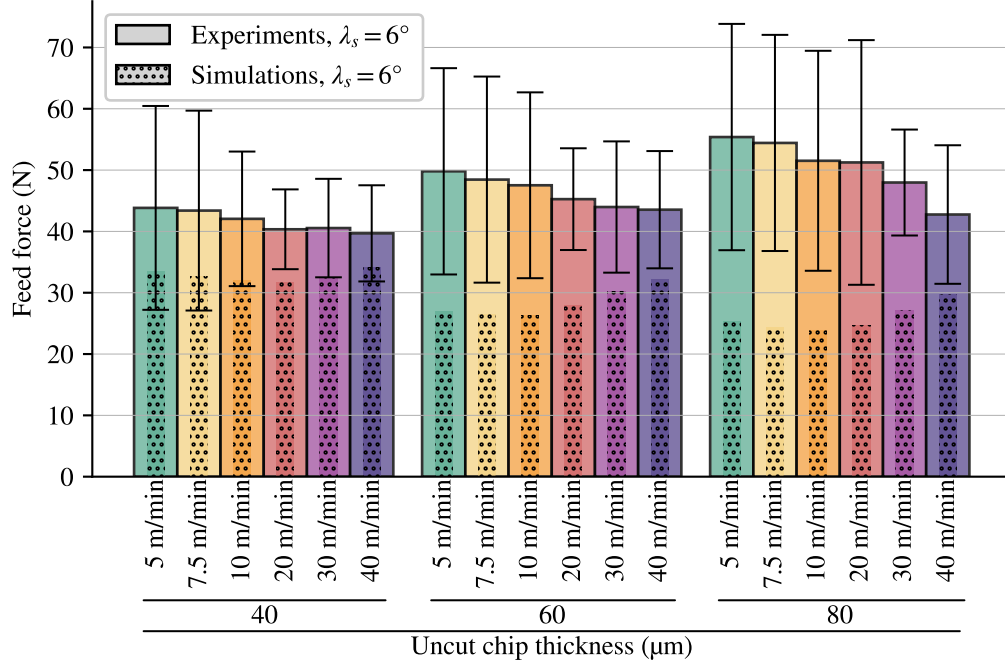 Experiments, λₛ = 6°
Simulations, λₛ = 6°
Feed force (N)
70
60
50
40
30
20
10
0
5 m/min
7.5 m/min
10 m/min
20 m/min
30 m/min
40 m/min
5 m/min
7.5 m/min
10 m/min
20 m/min
30 m/min
40 m/min
5 m/min
7.5 m/min
10 m/min
20 m/min
30 m/min
40 m/min
40 60 80
Uncut chip thickness (μm)